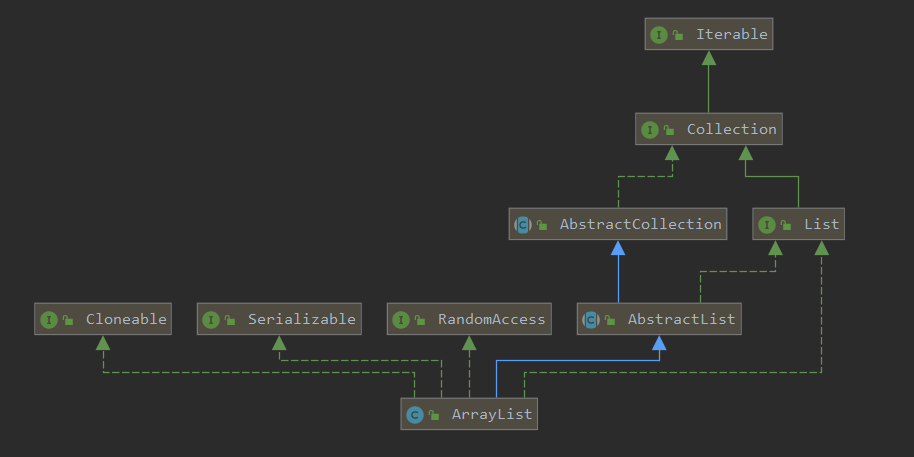 I Iterable
I Collection
C AbstractCollection
I List
I Cloneable
I Serializable
I RandomAccess
C AbstractList
C ArrayList